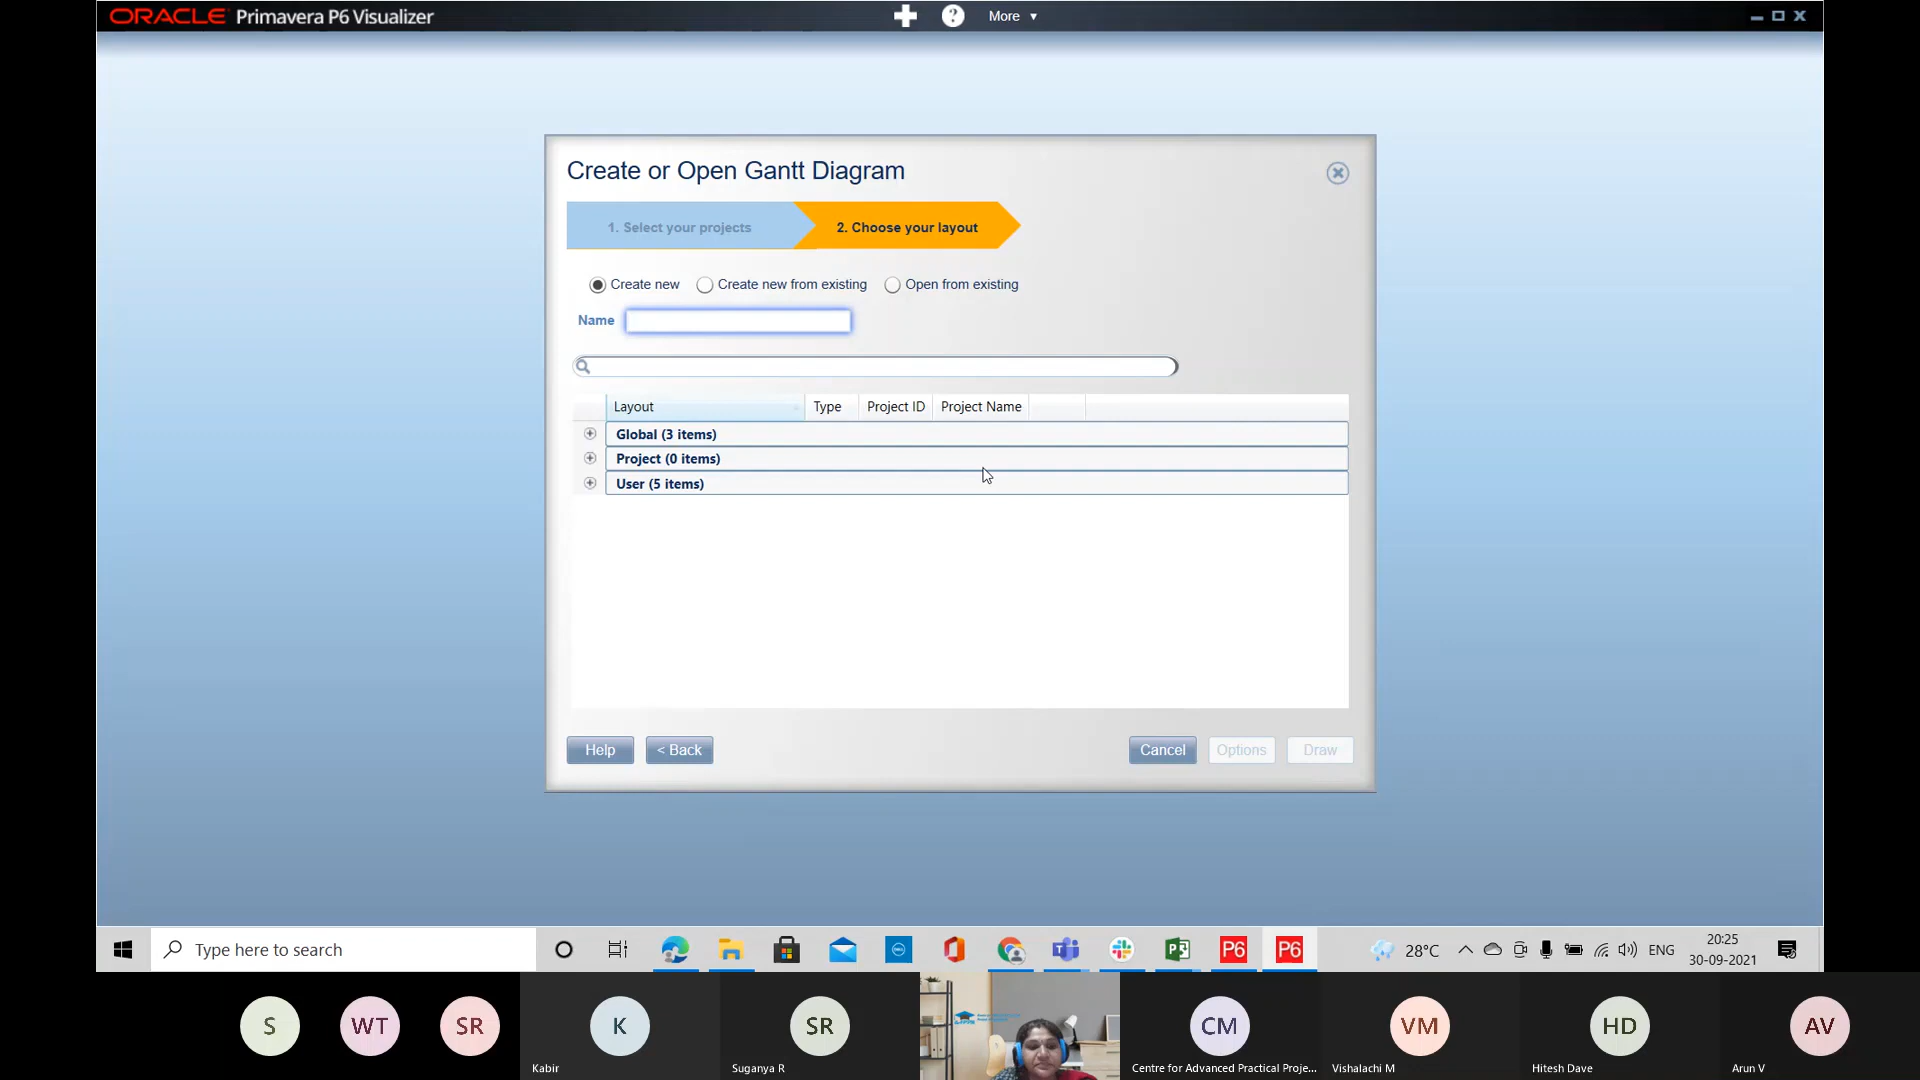 ORACLE Primavera P6 Visualizer
More
Create or Open Gantt Diagram
1. Select your projects
2. Choose your layout
Create new
Create new from existing
Open from existing
Name
Layout
Type
Project ID
Project Name
Global (3 items)
Project (0 items)
User (5 items)
Help
< Back
Cancel
Options
Draw
Type here to search
P6
P6
28°C
ENG
20:25
30-09-2021
S
WT
SR
K
SR
CM
VM
HD
AV
Kabir
Suganya R
Centre for Advanced Practical Proje...
Vishalachi M
Hitesh Dave
Arun V